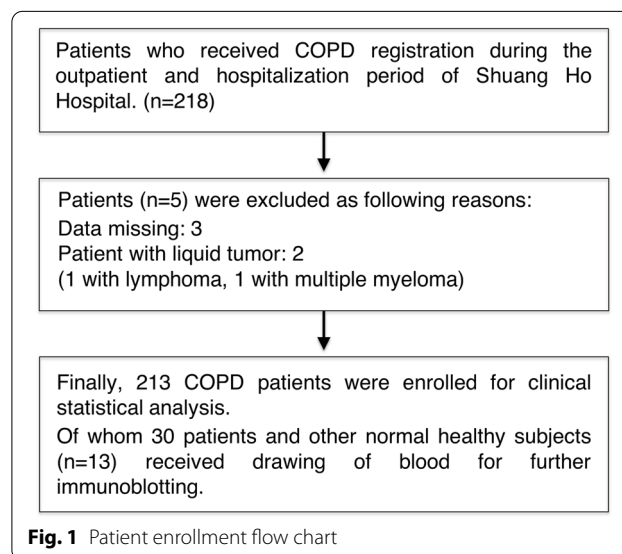 Patients who received COPD registration during the
outpatient and hospitalization period of Shuang Ho
Hospital. (n=218)
Patients (n=5) were excluded as following reasons:
Data missing: 3
Patient with liquid tumor: 2
(1 with lymphoma, 1 with multiple myeloma)
Finally, 213 COPD patients were enrolled for clinical
statistical analysis.
Of whom 30 patients and other normal healthy subjects
(n=13) received drawing of blood for further
immunoblotting.
Fig. 1 Patient enrollment flow chart